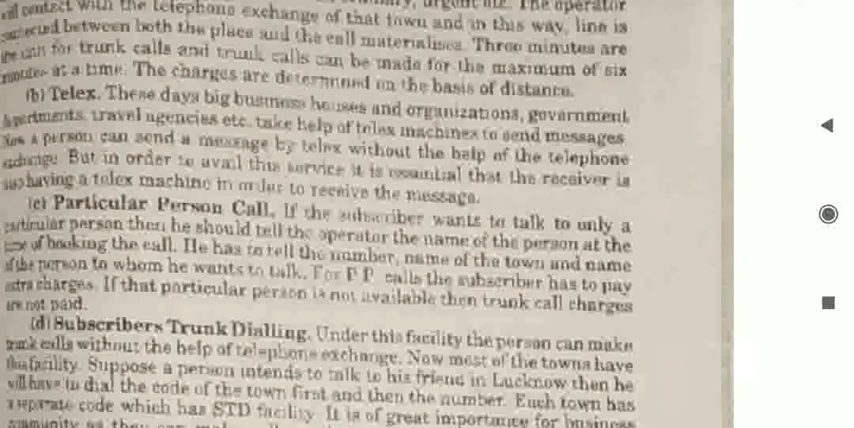 urgent etc. The operator
contact with the telephone exchange of that town and in this way, line is
connected between both the place and the call materialises. Three minutes are
for trunk calls and trunk calls can be made for the maximum of six
minutes at a time. The charges are determined on the basis of distance.
(b) Telex. These days big business houses and organizations, government
departments, travel agencies etc. take help of telex machines to send messages
Now a person can send a message by telex without the help of the telephone
exchange. But in order to avail this service it is essential that the receiver is
also having a telex machine in order to receive the message.
(c) Particular Person Call. If the subscriber wants to talk to only a
particular person then he should tell the operator the name of the person at the
time of booking the call. He has to tell the number, name of the town and name
of the person to whom he wants to talk. For P P calls the subscriber has to pay
extra charges. If that particular person is not available then trunk call charges
are not paid.
(d) Subscribers Trunk Dialling. Under this facility the person can make
trunk calls without the help of telephone exchange. Now most of the towns have
this facility. Suppose a person intends to talk to his friend in Lucknow then he
will have to dial the code of the town first and then the number. Each town has
a separate code which has STD facility. It is of great importance for business
community as they can